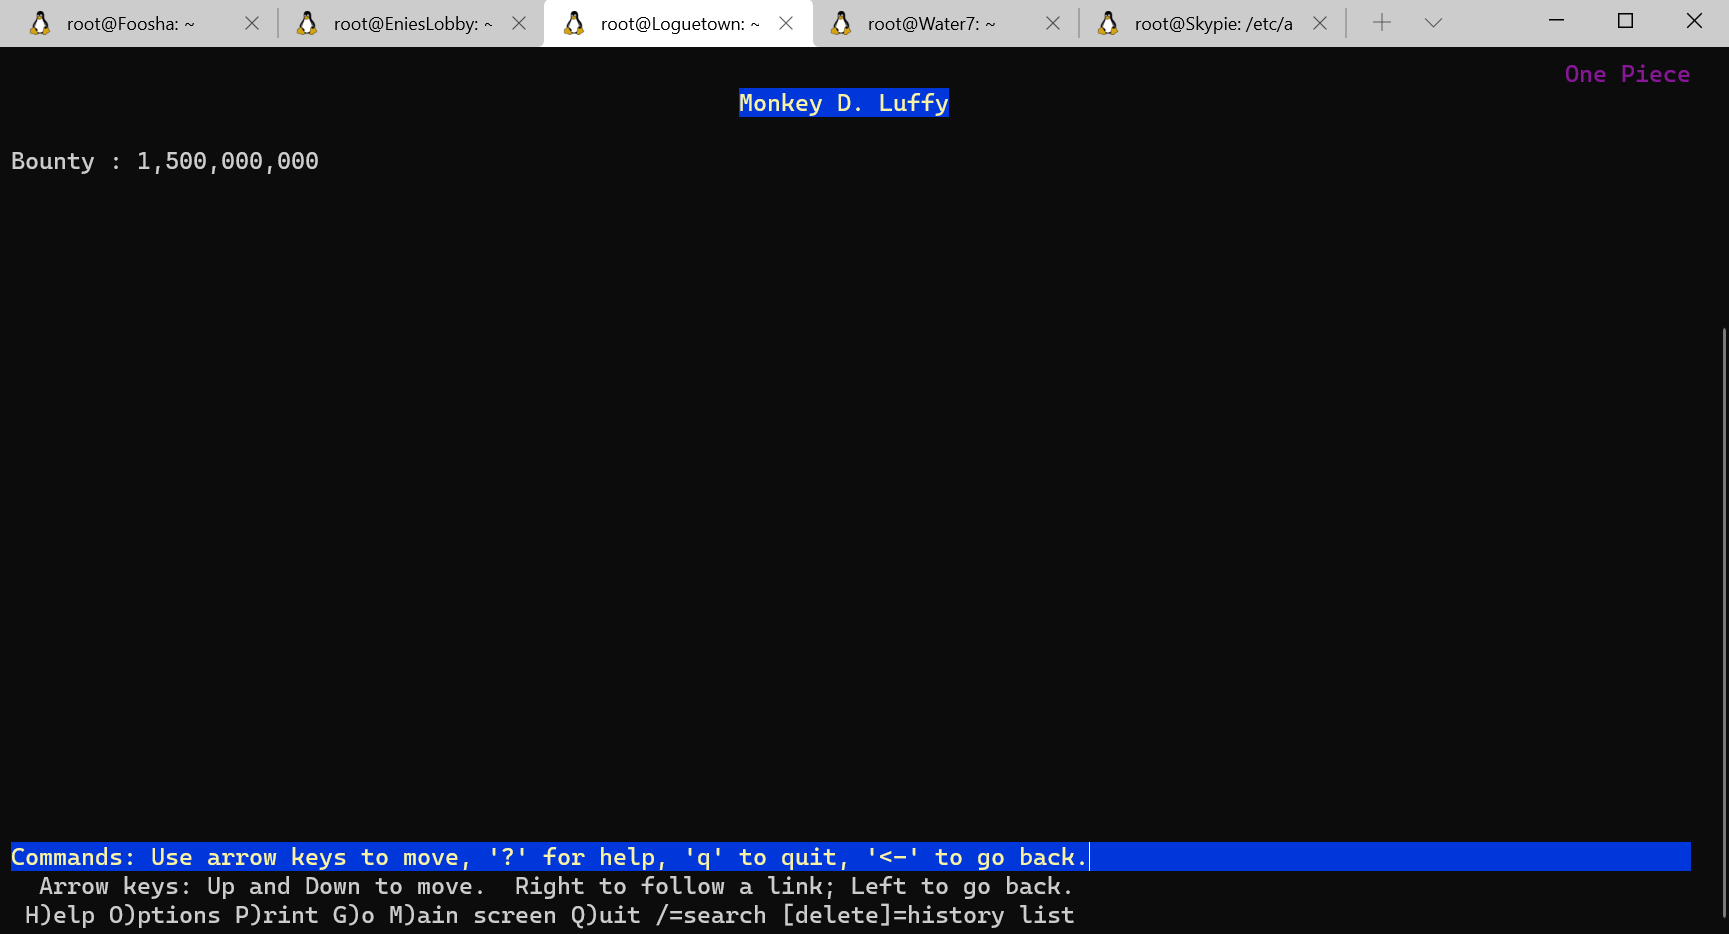 root@Foosha: ~ root@EniesLobby: ~ root@Loguetown: ~ root@Water7: ~ root@Skypie: /etc/a
One Piece
Monkey D. Luffy
Bounty : 1,500,000,000
Commands: Use arrow keys to move, '?' for help, 'q' to quit, '<-' to go back.
Arrow keys: Up and Down to move.  Right to follow a link; Left to go back.
H)elp O)ptions P)rint G)o M)ain screen Q)uit /=search [delete]=history list